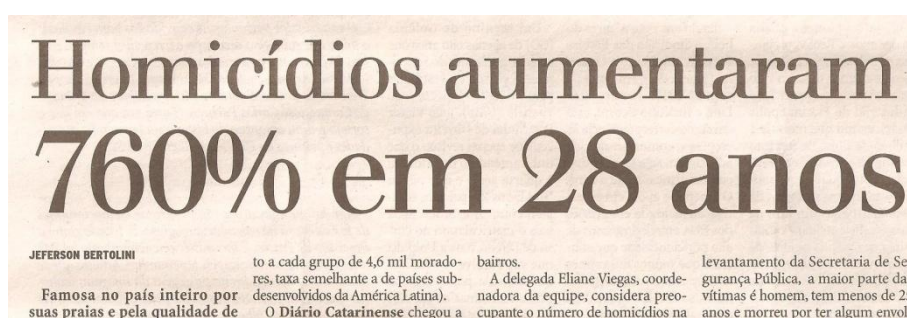 Homicídios aumentaram
760% em 28 anos
JEFERSON BERTOLINI
Famosa no país inteiro por
suas praias e pela qualidade de
to a cada grupo de 4,6 mil morado-
res, taxa semelhante a de países sub-
desenvolvidos da América Latina).
O Diário Catarinense chegou a
bairros.
A delegada Eliane Viegas, coorde-
nadora da equipe, considera preo-
cupante o número de homicídios na
levantamento da Secretaria de Se-
gurança Pública, a maior parte da
vítimas é homem, tem menos de 2
anos e morreu por ter algum envol